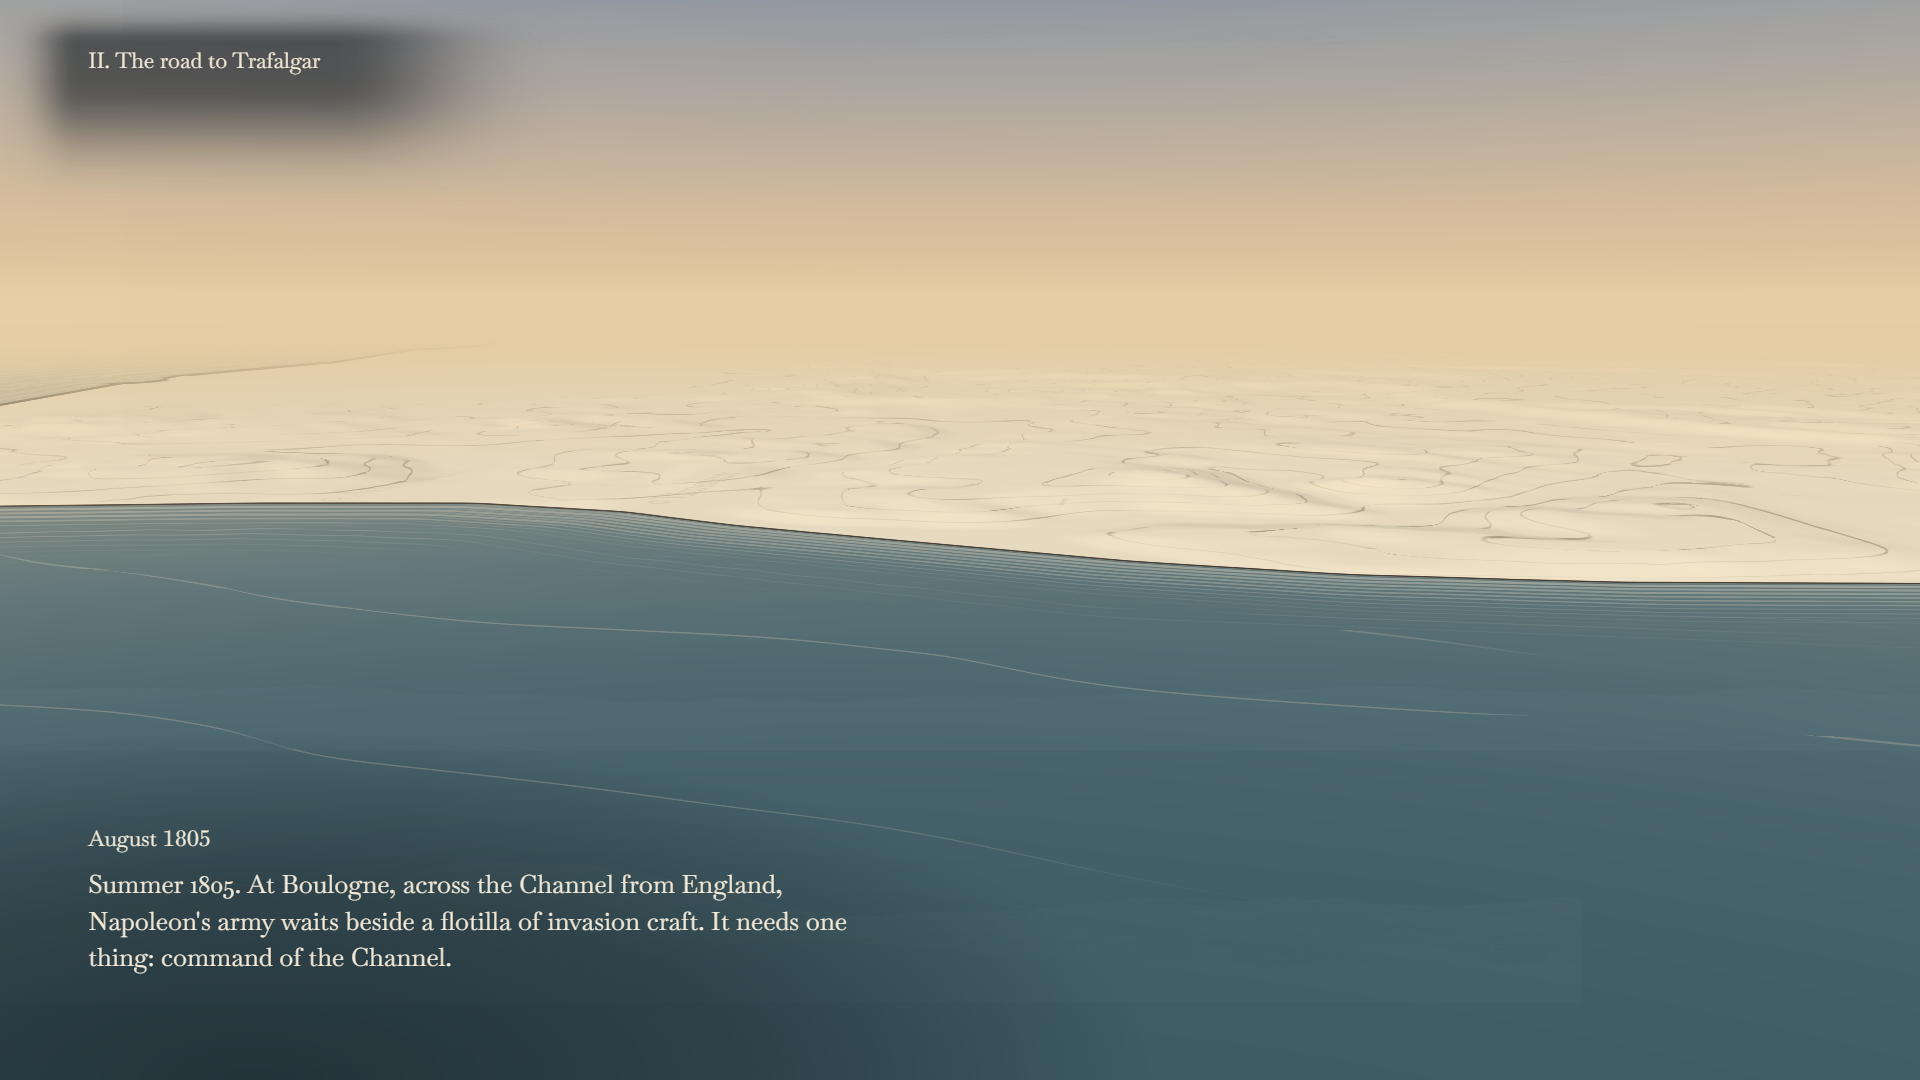 II. The road to Trafalgar
August 1805
Summer 1805. At Boulogne, across the Channel from England,
Napoleon's army waits beside a flotilla of invasion craft. It needs one
thing: command of the Channel.